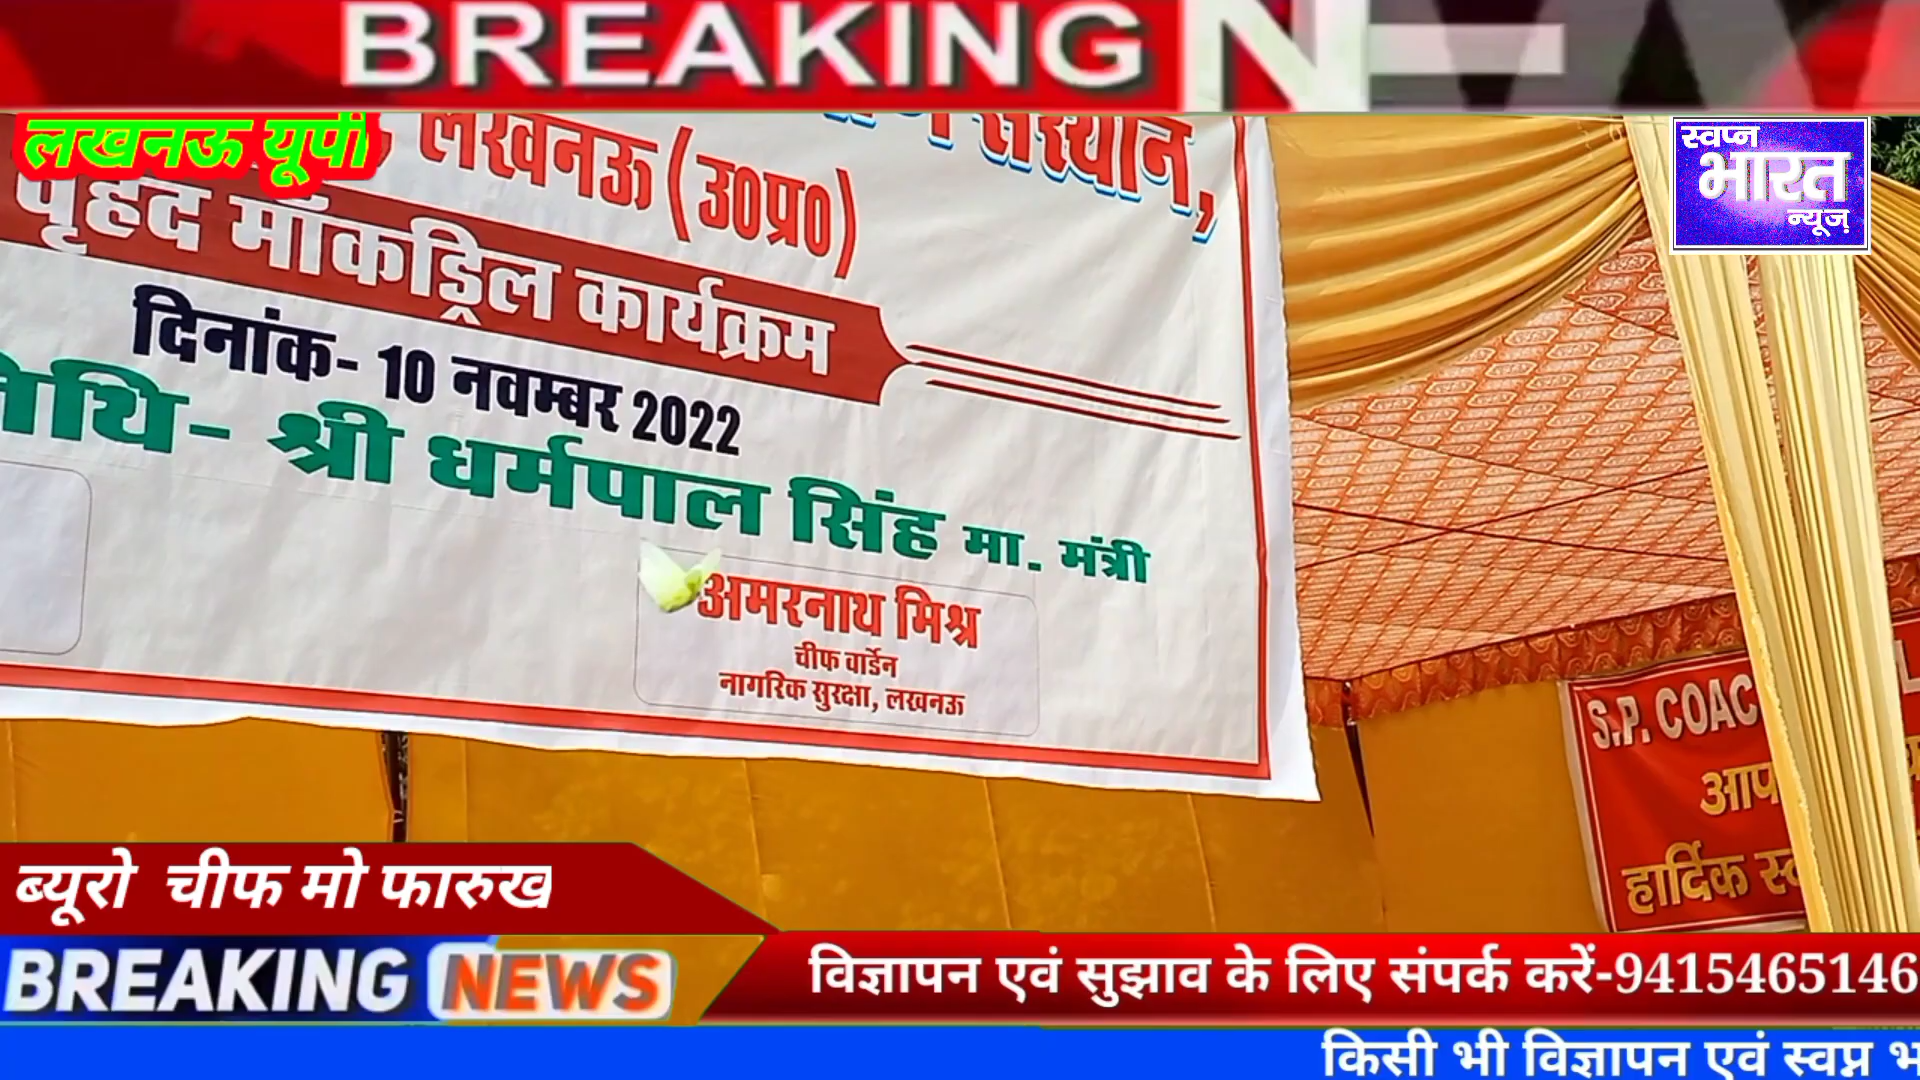 BREAKING
लखनऊ यूपी
स्वप्न
भारत
न्यूज़
संस्थान,
लखनऊ (उ0प्र0)
वृहद मॉकड्रिल कार्यक्रम
दिनांक- 10 नवम्बर 2022
श्री धर्मपाल सिंह मा. मंत्री
अमरनाथ मिश्र
चीफ वार्डेन
नागरिक सुरक्षा, लखनऊ
S.P. COAC
आप
हार्दिक
ब्यूरो चीफ मो फारुख
BREAKING NEWS
विज्ञापन एवं सुझाव के लिए संपर्क करें-9415465146
किसी भी विज्ञापन एवं स्वप्न